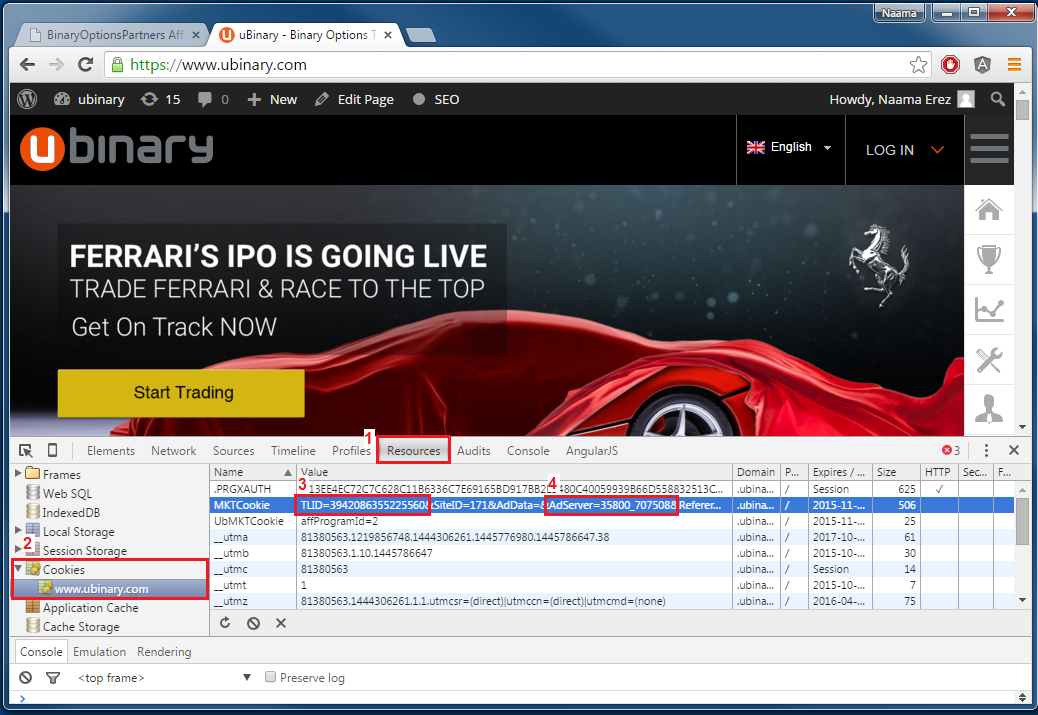 Naama
BinaryOptionsPartners Aff
uBinary - Binary Options T
https://www.ubinary.com
ubinary 15 0 New Edit Page SEO Howdy, Naama Erez
ubinary
English LOG IN
FERRARI'S IPO IS GOING LIVE
TRADE FERRARI & RACE TO THE TOP
Get On Track NOW
Start Trading
1
Elements Network Sources Timeline Profiles Resources Audits Console AngularJS 3
Frames
Web SQL
IndexedDB
Local Storage
2
Session Storage
Cookies
www.ubinary.com
Application Cache
Cache Storage
Name Value Domain P... Expires / ... Size HTTP Sec... F...
3 4
.PRGXAUTH .ubina... / Session 625 ✓
MKTCookie TLID=39420863552255608&SiteID=171&AdData=&AdServer=35800_7075088 Referer... .ubina... / 2015-11-... 506
UbMKTCookie affProgramId=2 .ubina... / 2015-11-... 25
__utma 81380563.1219856748.1444306261.1445776980.1445786647.38 .ubina... / 2017-10-... 61
__utmb 81380563.1.10.1445786647 .ubina... / 2015-10-... 30
__utmc 81380563 .ubina... / Session 14
__utmt 1 .ubina... / 2015-10-... 7
__utmz 81380563.1444306261.1.1.utmcsr=(direct)|utmccn=(direct)|utmcmd=(none) .ubina... / 2016-04-... 75
Console Emulation Rendering
<top frame> Preserve log